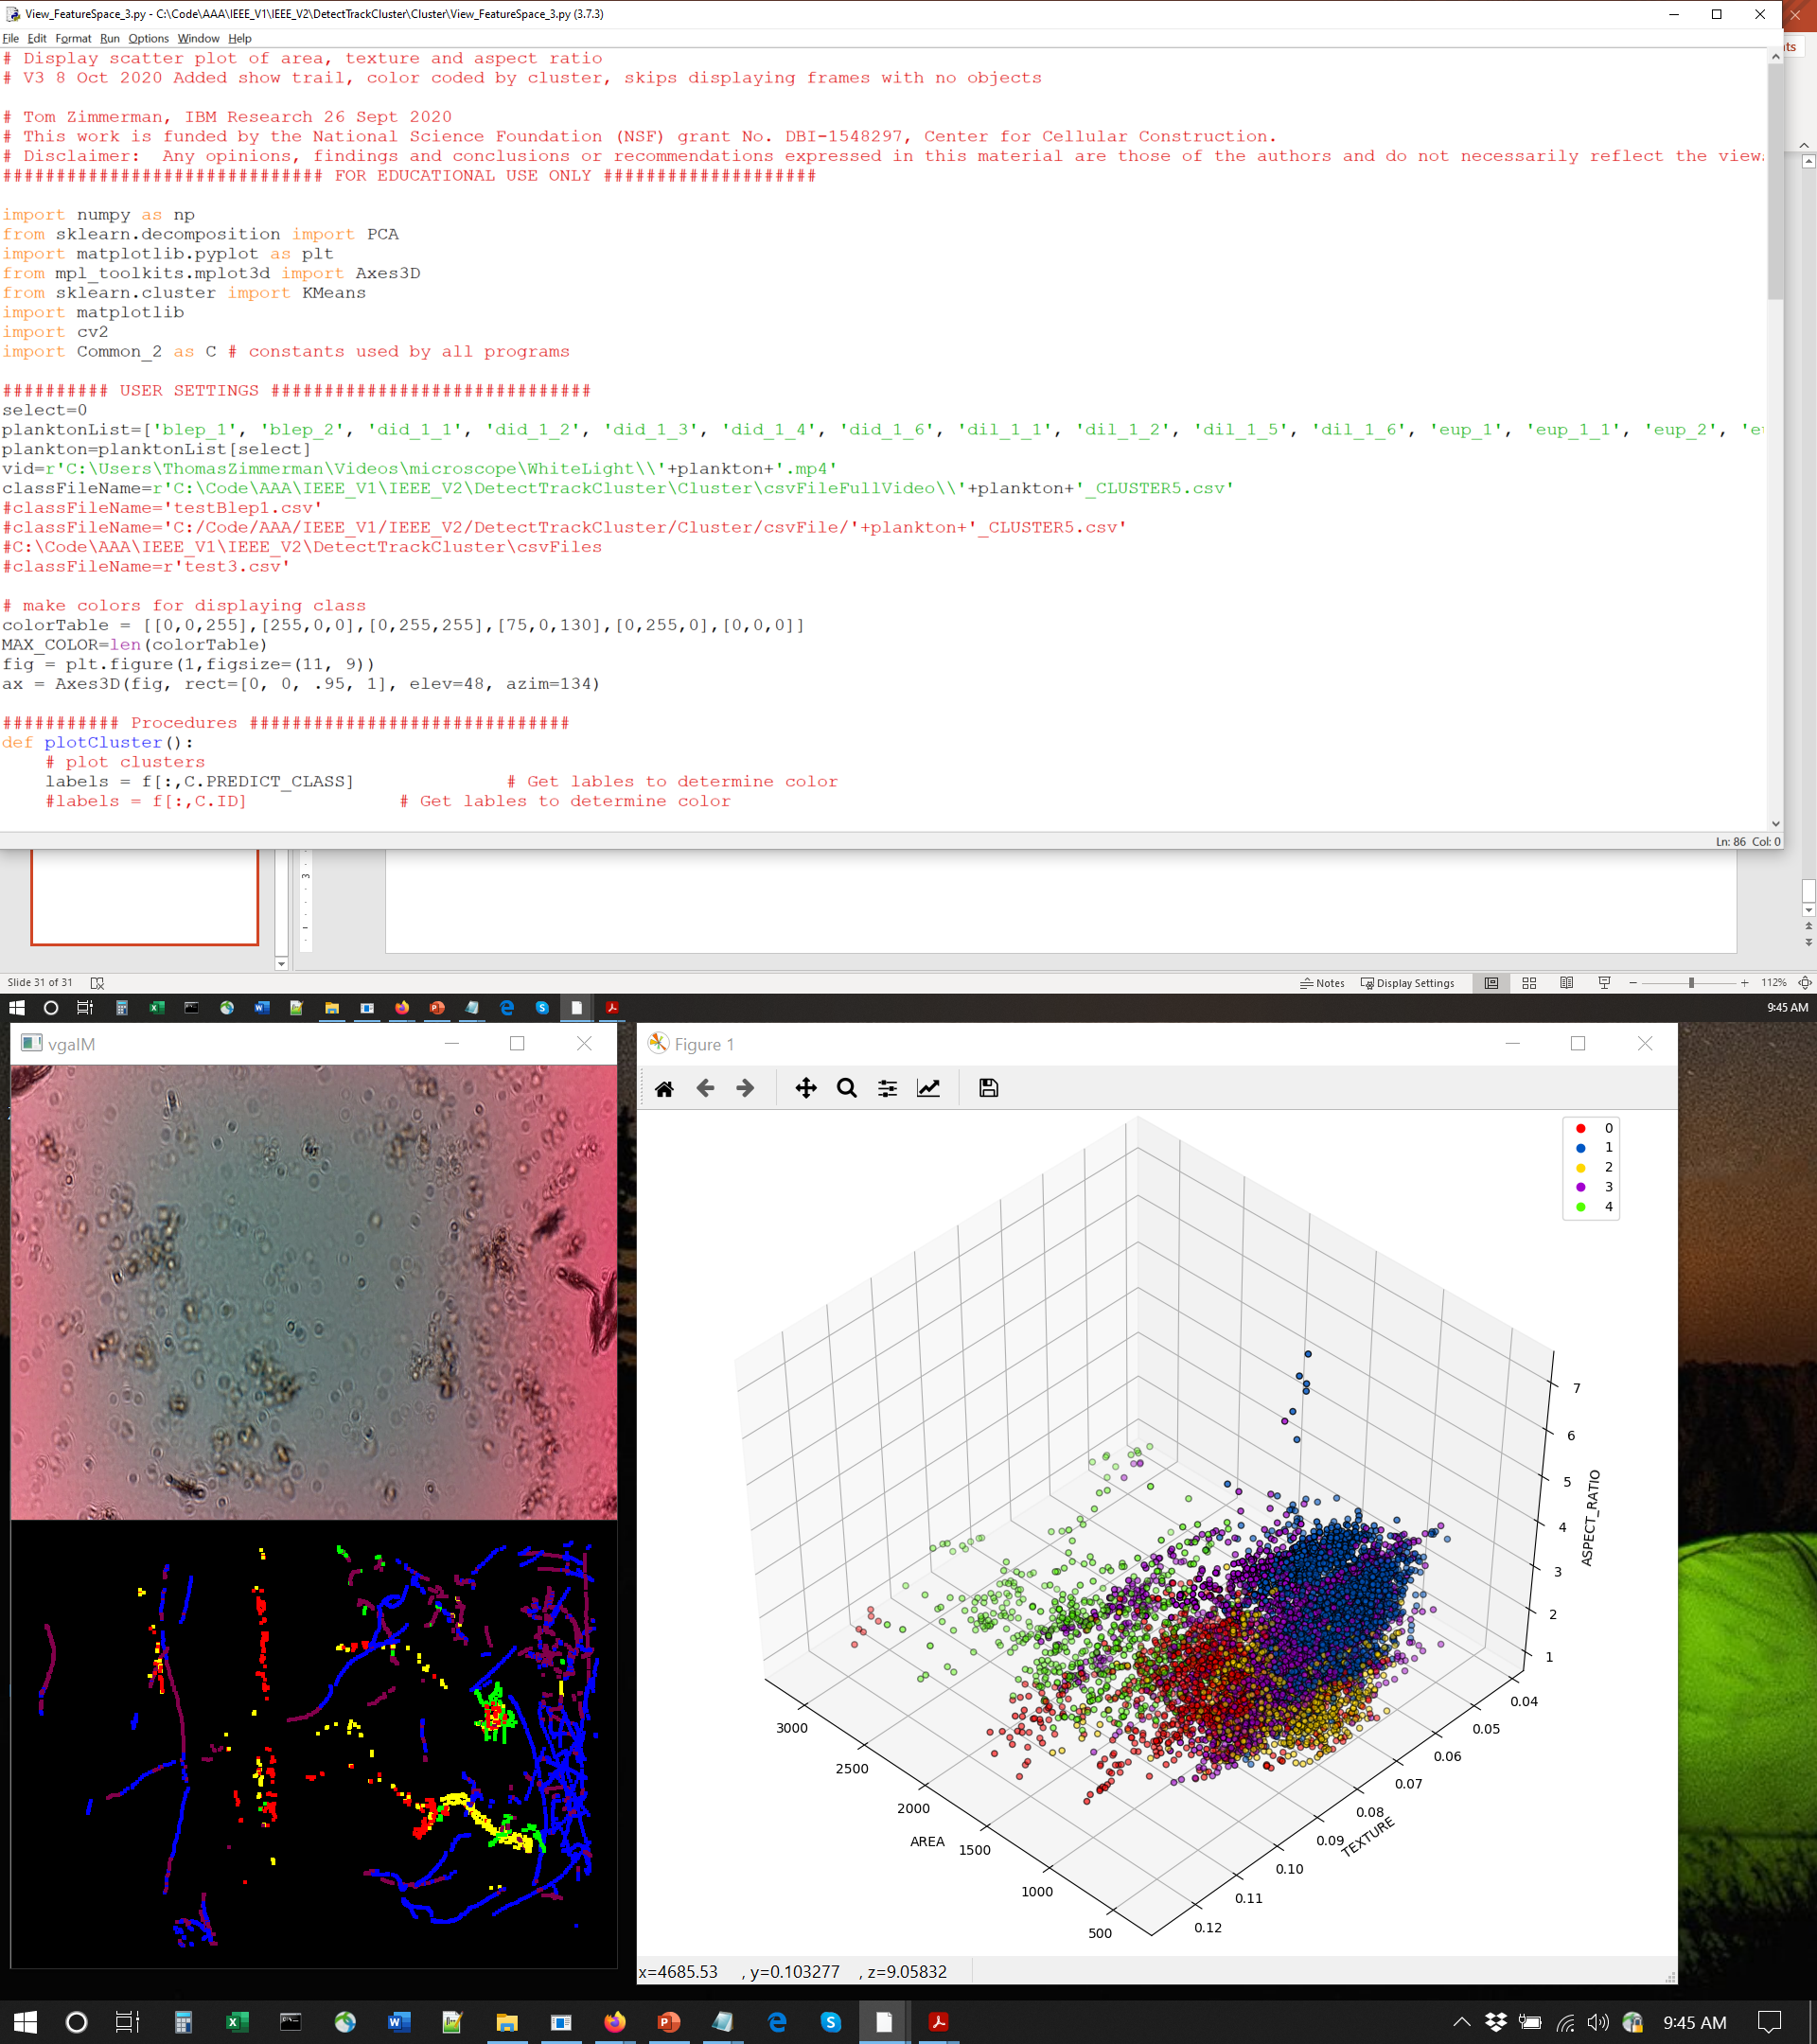 View_FeatureSpace_3.py - C:\Code\AAA\IEEE_V1\IEEE_V2\DetectTrackCluster\Cluster\View_FeatureSpace_3.py (3.7.3)
File Edit Format Run Options Window Help
# Display scatter plot of area, texture and aspect ratio
# V3 8 Oct 2020 Added show trail, color coded by cluster, skips displaying frames with no objects
# Tom Zimmerman, IBM Research 26 Sept 2020
# This work is funded by the National Science Foundation (NSF) grant No. DBI-1548297, Center for Cellular Construction.
# Disclaimer:  Any opinions, findings and conclusions or recommendations expressed in this material are those of the authors and do not necessarily reflect the view
############################## FOR EDUCATIONAL USE ONLY ####################
import numpy as np
from sklearn.decomposition import PCA
import matplotlib.pyplot as plt
from mpl_toolkits.mplot3d import Axes3D
from sklearn.cluster import KMeans
import matplotlib
import cv2
import Common_2 as C # constants used by all programs
########## USER SETTINGS ##############################
select=0
planktonList=['blep_1', 'blep_2', 'did_1_1', 'did_1_2', 'did_1_3', 'did_1_4', 'did_1_6', 'dil_1_1', 'dil_1_2', 'dil_1_5', 'dil_1_6', 'eup_1', 'eup_1_1', 'eup_2',
plankton=planktonList[select]
vid=r'C:\Users\ThomasZimmerman\Videos\microscope\WhiteLight\\'+plankton+'.mp4'
classFileName=r'C:\Code\AAA\IEEE_V1\IEEE_V2\DetectTrackCluster\Cluster\csvFileFullVideo\\'+plankton+'_CLUSTER5.csv'
#classFileName='testBlep1.csv'
#classFileName='C:/Code/AAA/IEEE_V1/IEEE_V2/DetectTrackCluster/Cluster/csvFile/'+plankton+'_CLUSTER5.csv'
#C:\Code\AAA\IEEE_V1\IEEE_V2\DetectTrackCluster\csvFiles
#classFileName=r'test3.csv'
# make colors for displaying class
colorTable = [[0,0,255],[255,0,0],[0,255,255],[75,0,130],[0,255,0],[0,0,0]]
MAX_COLOR=len(colorTable)
fig = plt.figure(1,figsize=(11, 9))
ax = Axes3D(fig, rect=[0, 0, .95, 1], elev=48, azim=134)
########### Procedures ##############################
def plotCluster():
    # plot clusters
    labels = f[:,C.PREDICT_CLASS]              # Get lables to determine color
    #labels = f[:,C.ID]              # Get lables to determine color
Ln: 86 Col: 0
3
Slide 31 of 31
Notes Display Settings 112%
9:45 AM
vgaIM
Figure 1
0
1
2
3
4
7
6
5
4
3
2
1
ASPECT_RATIO
0.04
0.05
0.06
0.07
0.08
0.09
0.10
0.11
0.12
TEXTURE
3000
2500
2000
1500
1000
500
AREA
x=4685.53 , y=0.103277 , z=9.05832
9:45 AM